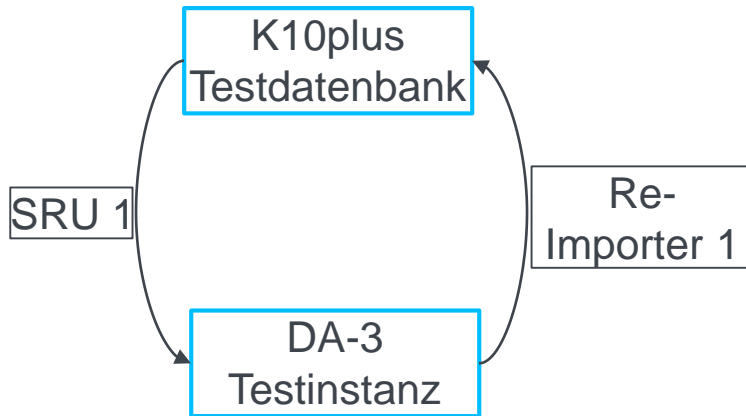 K10plus
Testdatenbank
SRU 1
Re-
Importer 1
DA-3
Testinstanz